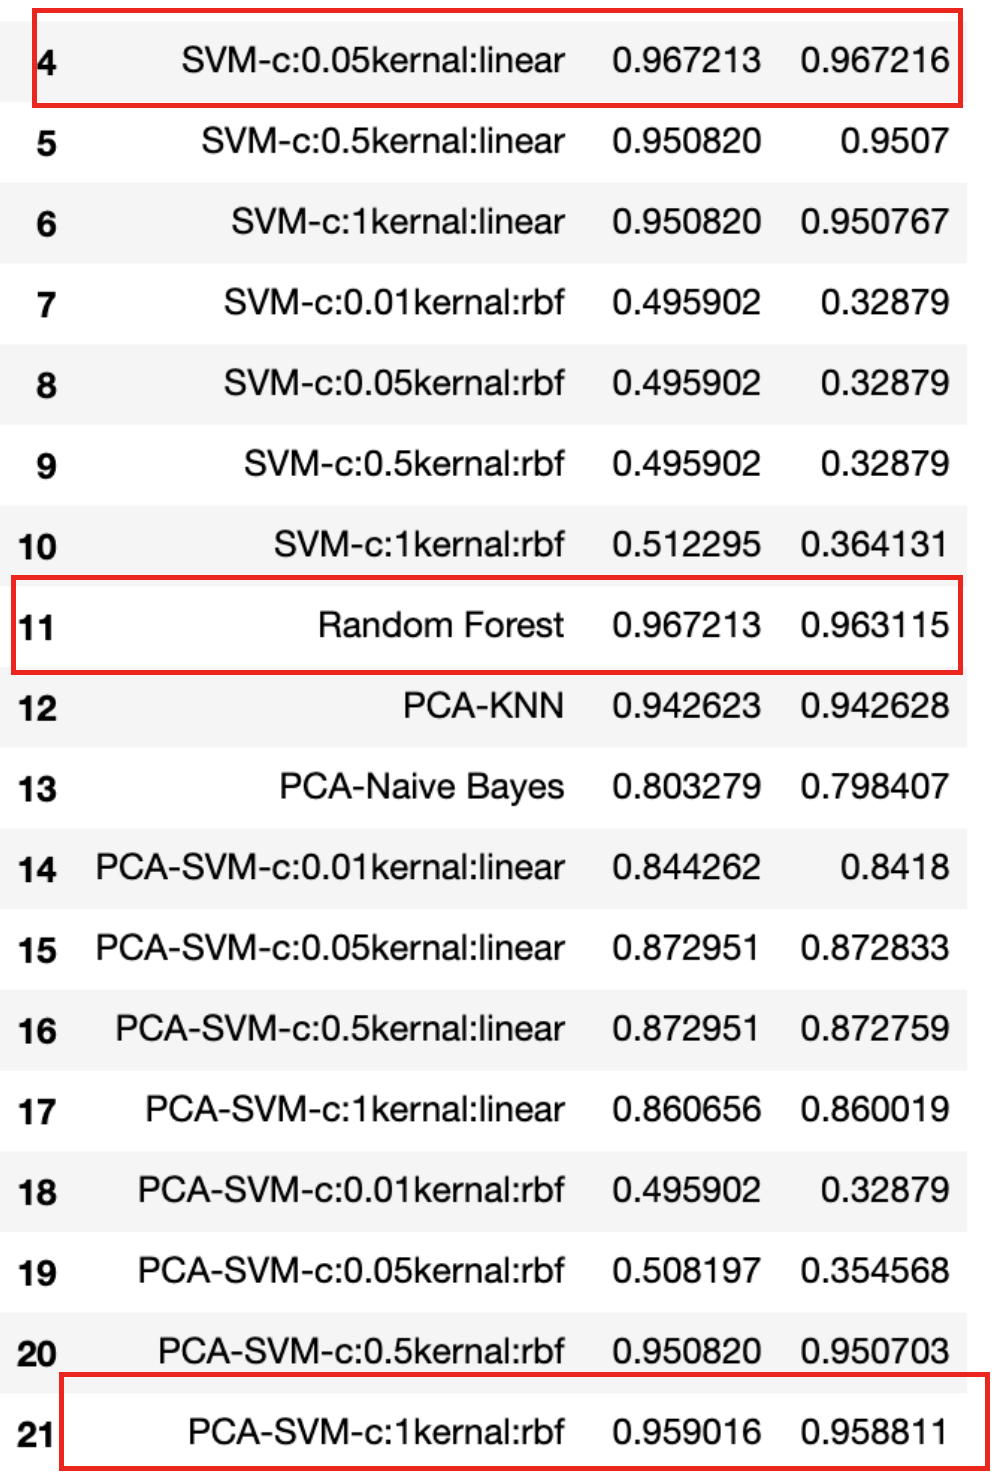 4 SVM-c:0.05kernal:linear 0.967213 0.967216
5 SVM-c:0.5kernal:linear 0.950820 0.9507
6 SVM-c:1kernal:linear 0.950820 0.950767
7 SVM-c:0.01kernal:rbf 0.495902 0.32879
8 SVM-c:0.05kernal:rbf 0.495902 0.32879
9 SVM-c:0.5kernal:rbf 0.495902 0.32879
10 SVM-c:1kernal:rbf 0.512295 0.364131
11 Random Forest 0.967213 0.963115
12 PCA-KNN 0.942623 0.942628
13 PCA-Naive Bayes 0.803279 0.798407
14 PCA-SVM-c:0.01kernal:linear 0.844262 0.8418
15 PCA-SVM-c:0.05kernal:linear 0.872951 0.872833
16 PCA-SVM-c:0.5kernal:linear 0.872951 0.872759
17 PCA-SVM-c:1kernal:linear 0.860656 0.860019
18 PCA-SVM-c:0.01kernal:rbf 0.495902 0.32879
19 PCA-SVM-c:0.05kernal:rbf 0.508197 0.354568
20 PCA-SVM-c:0.5kernal:rbf 0.950820 0.950703
21 PCA-SVM-c:1kernal:rbf 0.959016 0.958811